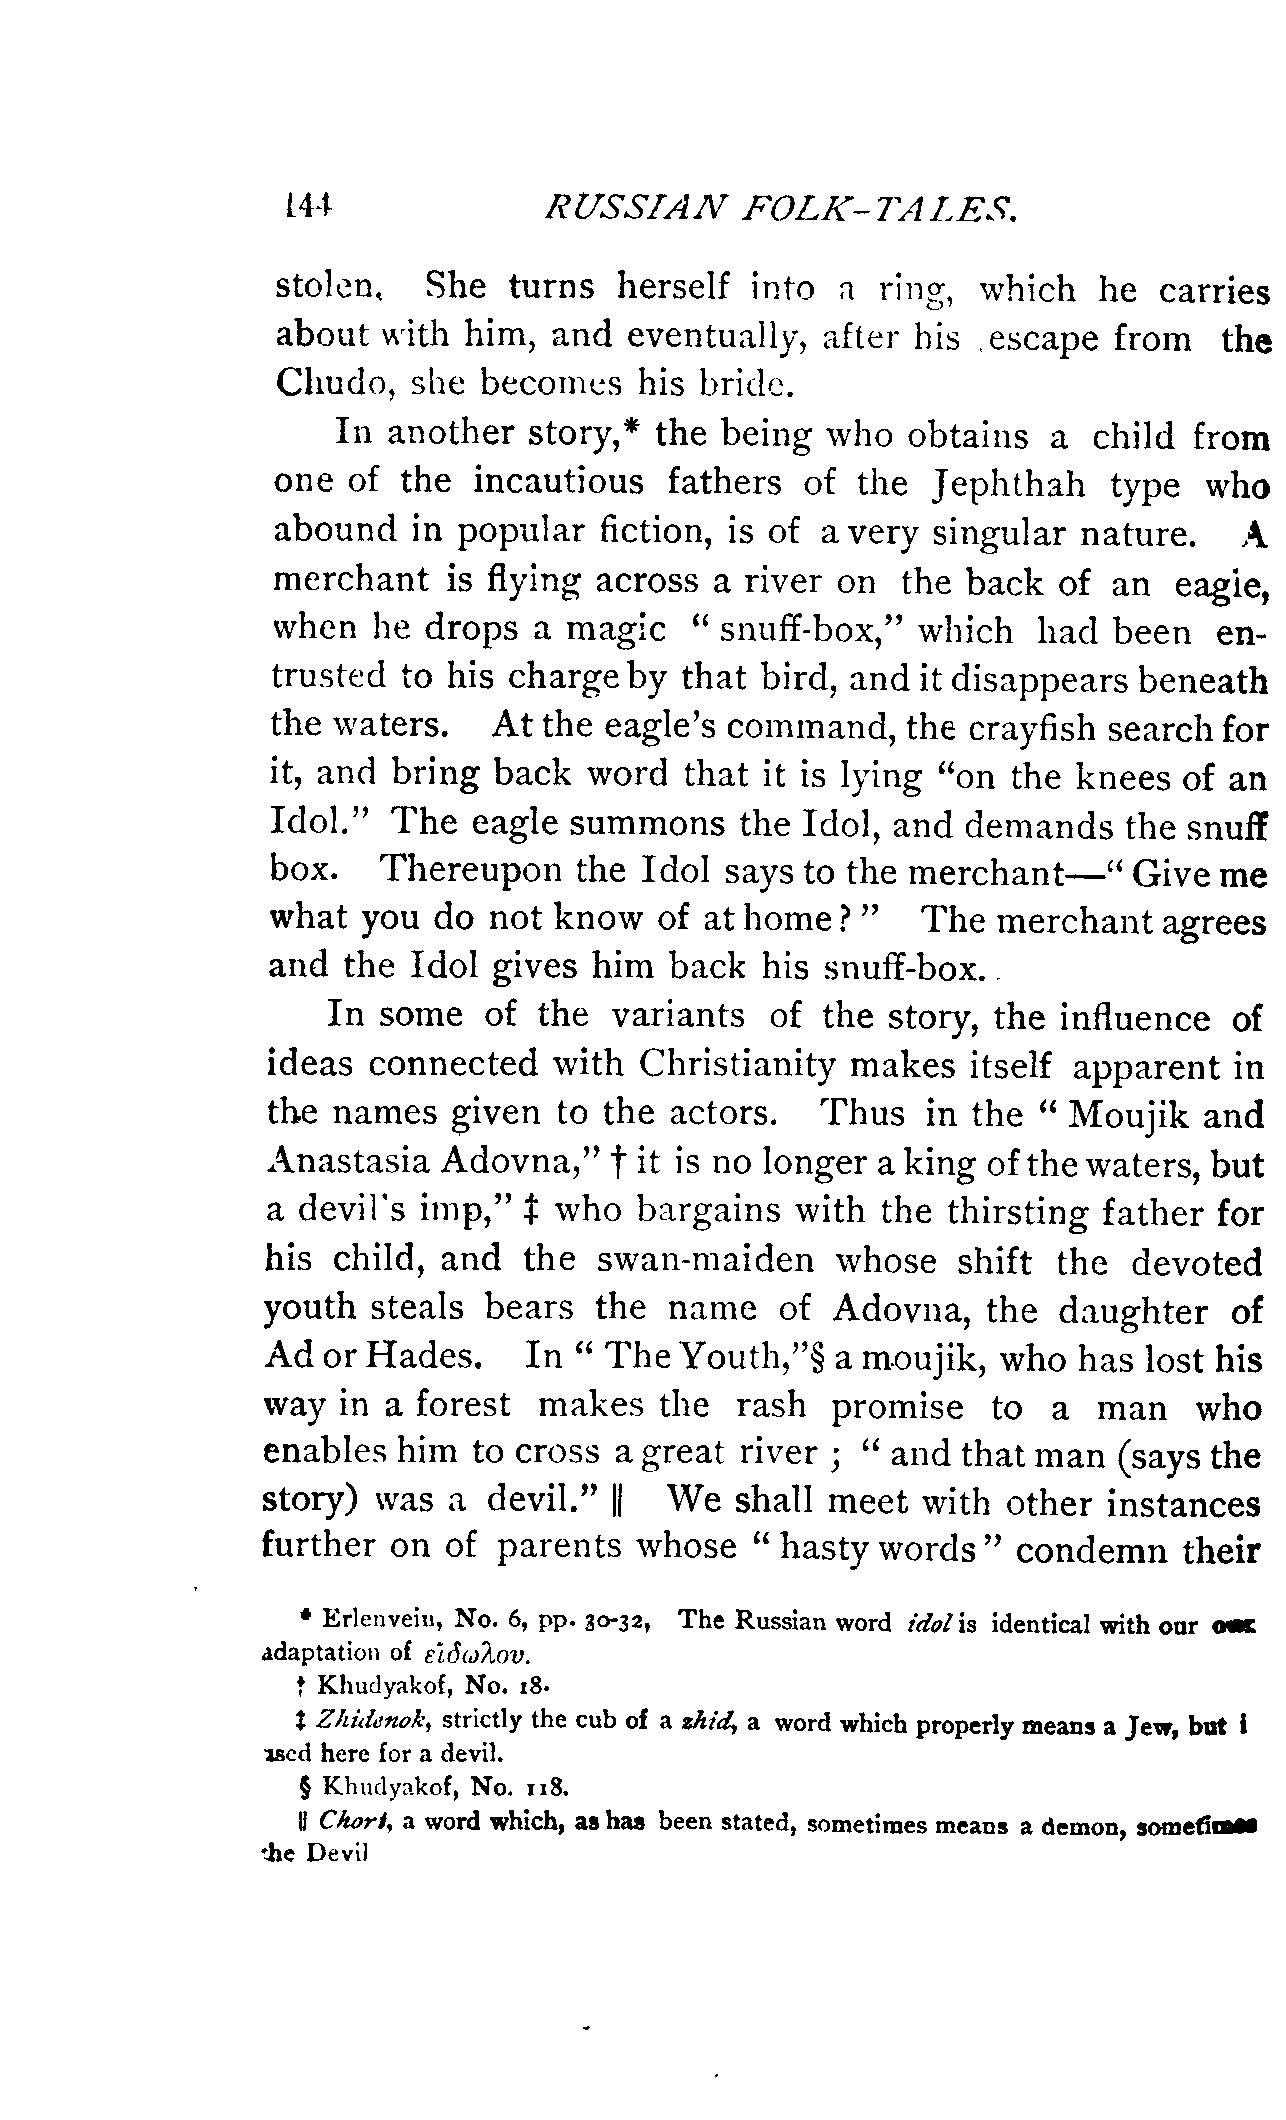 144 RUSSIAN FOLK-TALES.
stolen. She turns herself into a ring, which he carries
about with him, and eventually, after his escape from the
Chudo, she becomes his bride.
In another story,* the being who obtains a child from
one of the incautious fathers of the Jephthah type who
abound in popular fiction, is of a very singular nature. A
merchant is flying across a river on the back of an eagle,
when he drops a magic “ snuff-box,” which had been en-
trusted to his charge by that bird, and it disappears beneath
the waters. At the eagle’s command, the crayfish search for
it, and bring back word that it is lying “on the knees of an
Idol.” The eagle summons the Idol, and demands the snuff
box. Thereupon the Idol says to the merchant—“ Give me
what you do not know of at home ? ” The merchant agrees
and the Idol gives him back his snuff-box.
In some of the variants of the story, the influence of
ideas connected with Christianity makes itself apparent in
the names given to the actors. Thus in the “ Moujik and
Anastasia Adovna,” † it is no longer a king of the waters, but
a devil's imp,” ‡ who bargains with the thirsting father for
his child, and the swan-maiden whose shift the devoted
youth steals bears the name of Adovna, the daughter of
Ad or Hades. In “ The Youth,”§ a moujik, who has lost his
way in a forest makes the rash promise to a man who
enables him to cross a great river ; “ and that man (says the
story) was a devil.” ‖ We shall meet with other instances
further on of parents whose “ hasty words ” condemn their
* Erlenvein, No. 6, pp. 30-32, The Russian word idol is identical with our
adaptation of εἴδωλον.
† Khudyakof, No. 18.
‡ Zhidenok, strictly the cub of a zhid, a word which properly means a Jew, but i
used here for a devil.
§ Khudyakof, No. 118.
‖ Chort, a word which, as has been stated, sometimes means a demon, sometimes
the Devil